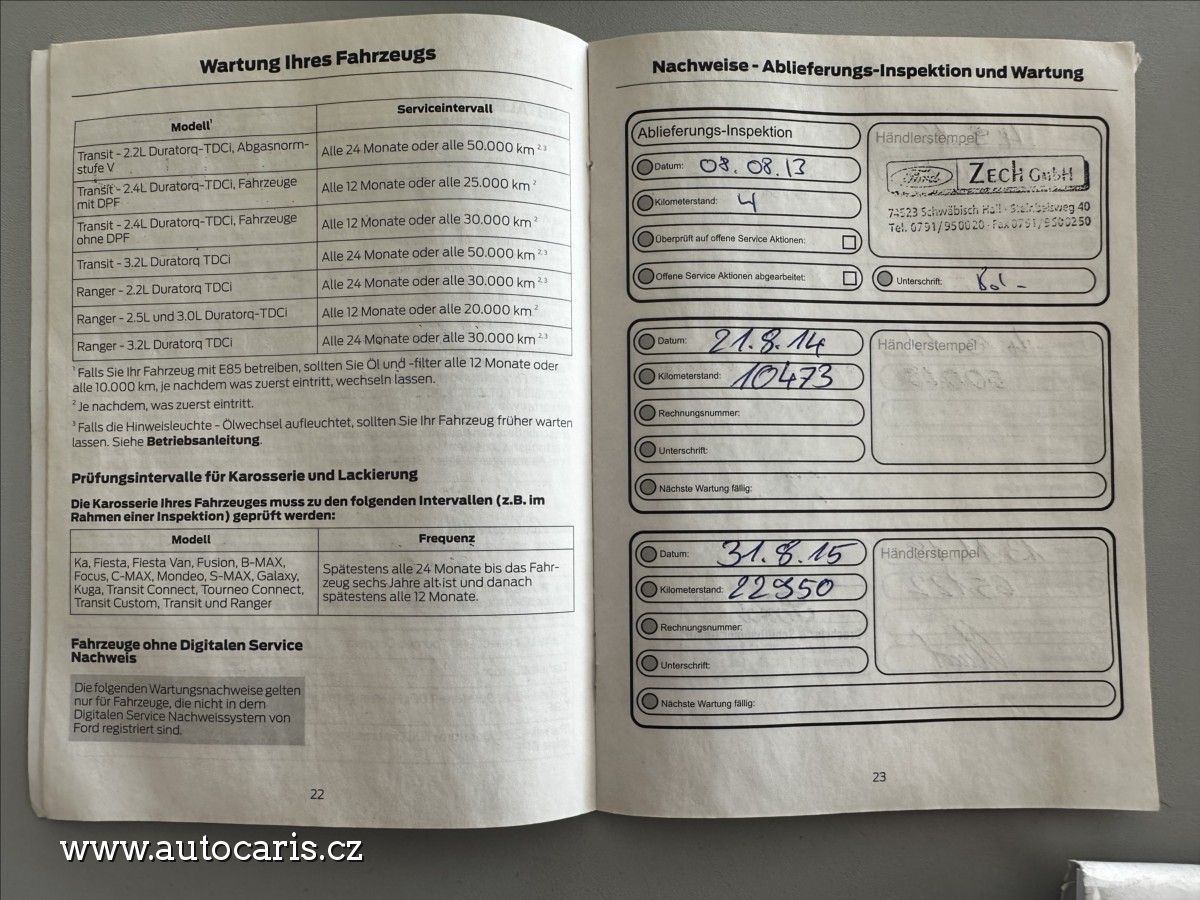 Wartung Ihres Fahrzeugs
Modell¹ Serviceintervall
Transit - 2.2L Duratorq-TDCi, Abgasnorm-
stufe V
Alle 24 Monate oder alle 50.000 km ²,³
Transit - 2.4L Duratorq-TDCi, Fahrzeuge
mit DPF
Alle 12 Monate oder alle 25.000 km ²
Transit - 2.4L Duratorq-TDCi, Fahrzeuge
ohne DPF
Alle 12 Monate oder alle 30.000 km ²
Transit - 3.2L Duratorq TDCi Alle 24 Monate oder alle 50.000 km ²,³
Ranger - 2.2L Duratorq TDCi Alle 24 Monate oder alle 30.000 km ²,³
Ranger - 2.5L und 3.0L Duratorq-TDCi Alle 12 Monate oder alle 20.000 km ²
Ranger - 3.2L Duratorq TDCi Alle 24 Monate oder alle 30.000 km ²,³
¹ Falls Sie Ihr Fahrzeug mit E85 betreiben, sollten Sie Öl und -filter alle 12 Monate oder
alle 10.000 km, je nachdem was zuerst eintritt, wechseln lassen.
² Je nachdem, was zuerst eintritt.
³ Falls die Hinweisleuchte - Ölwechsel aufleuchtet, sollten Sie Ihr Fahrzeug früher warten
lassen. Siehe Betriebsanleitung.
Prüfungsintervalle für Karosserie und Lackierung
Die Karosserie Ihres Fahrzeuges muss zu den folgenden Intervallen (z.B. im
Rahmen einer Inspektion) geprüft werden:
Modell Frequenz
Ka, Fiesta, Fiesta Van, Fusion, B-MAX,
Focus, C-MAX, Mondeo, S-MAX, Galaxy,
Kuga, Transit Connect, Tourneo Connect,
Transit Custom, Transit und Ranger
Spätestens alle 24 Monate bis das Fahr-
zeug sechs Jahre alt ist und danach
spätestens alle 12 Monate.
Fahrzeuge ohne Digitalen Service
Nachweis
Die folgenden Wartungsnachweise gelten
nur für Fahrzeuge, die nicht in dem
Digitalen Service Nachweissystem von
Ford registriert sind.
22
Nachweise - Ablieferungs-Inspektion und Wartung
Ablieferungs-Inspektion
Datum: 08.08.13
Kilometerstand: 4
Überprüft auf offene Service Aktionen:
Offene Service Aktionen abgearbeitet:
Händlerstempel
Ford ZECH GMBH
74523 Schwäbisch Hall · Steinbeisweg 40
Tel. 0791/950020 · Fax 0751/9500250
Unterschrift:
Datum: 21.8.14
Kilometerstand: 10473
Rechnungsnummer:
Unterschrift:
Nächste Wartung fällig:
Händlerstempel
Datum: 31.8.15
Kilometerstand: 22950
Rechnungsnummer:
Unterschrift:
Nächste Wartung fällig:
Händlerstempel
23
www.autocaris.cz